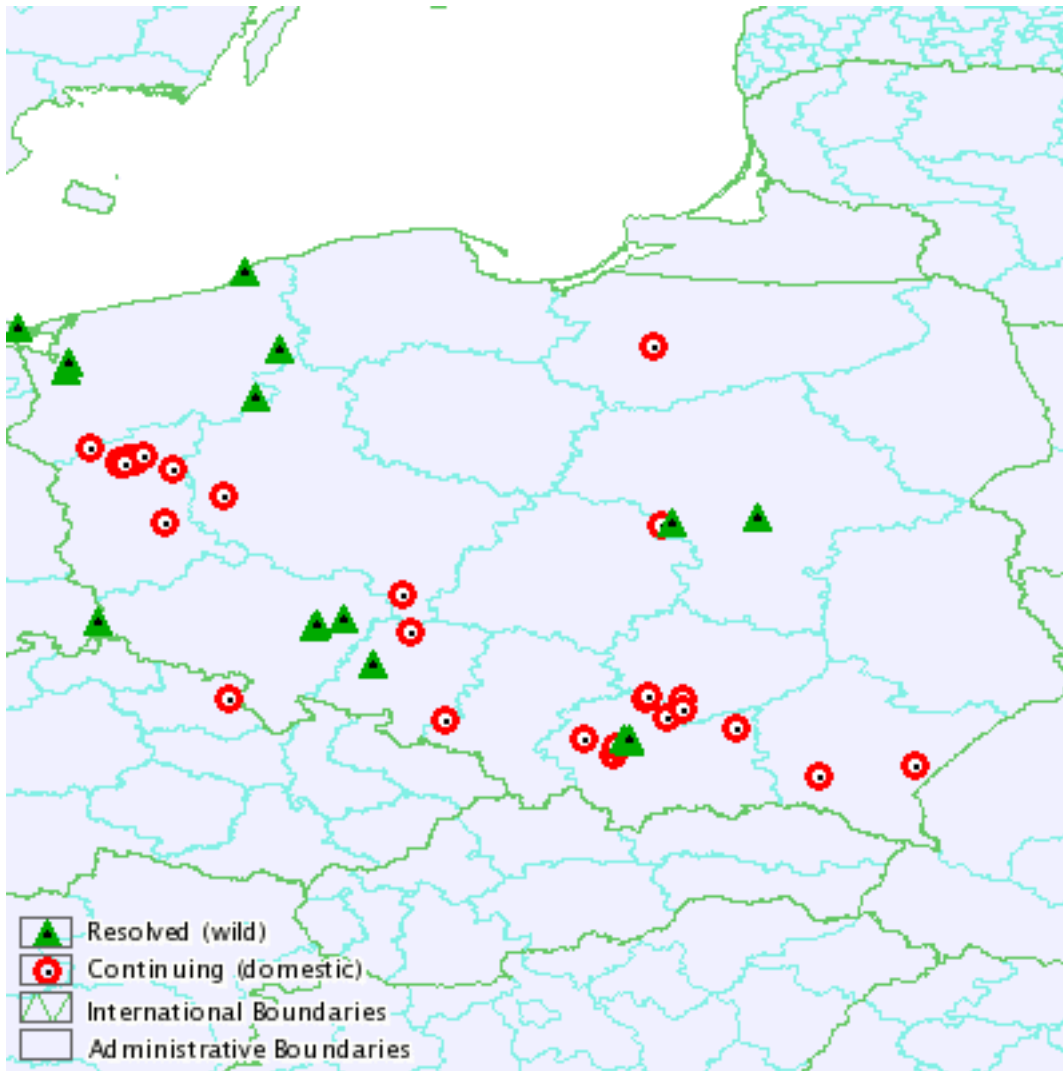 Resolved (wild)
Continuing (domestic)
International Boundaries
Administrative Boundaries